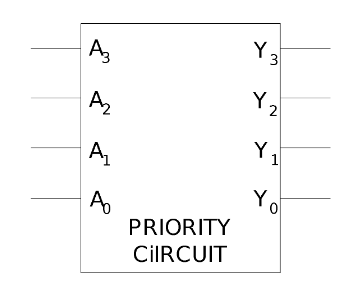 A3 Y3
A2 Y2
A1 Y1
A0 Y0
PRIORITY
CiIRCUIT